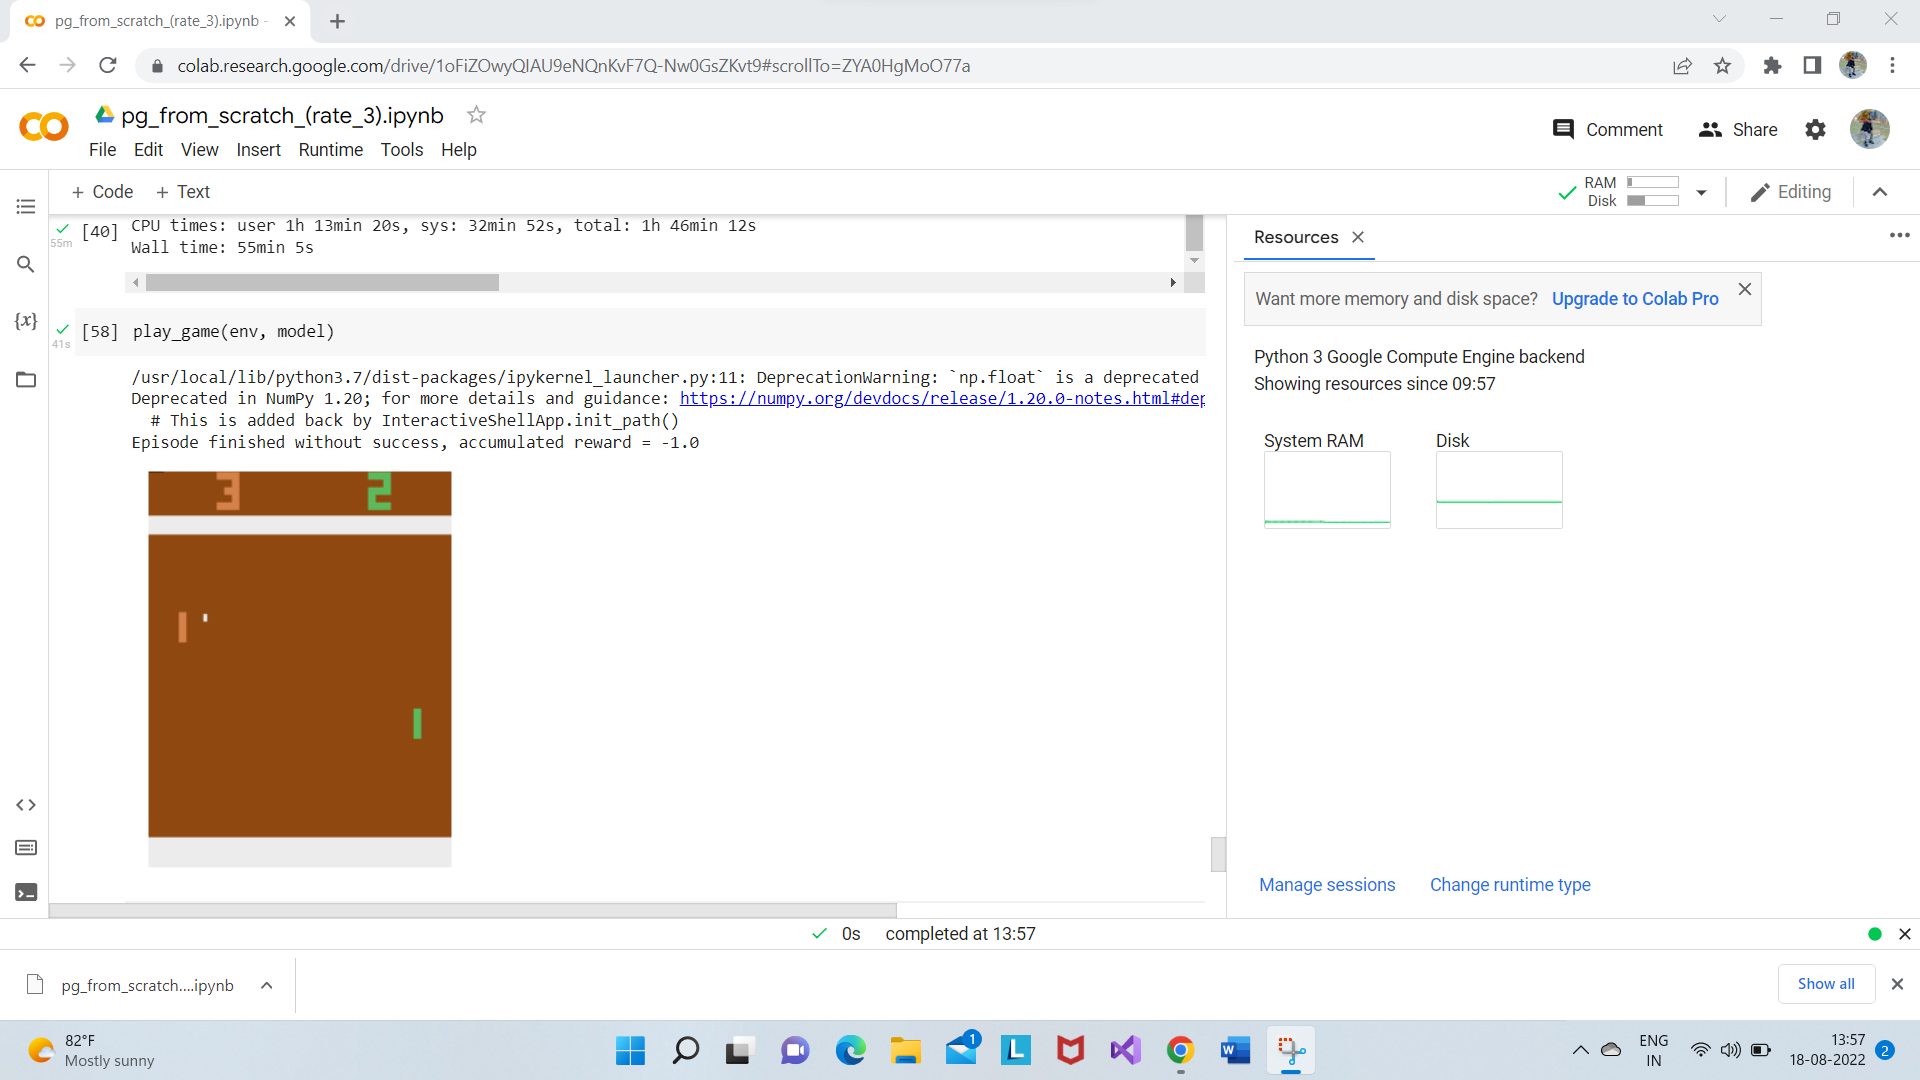 pg_from_scratch_(rate_3).ipynb -
colab.research.google.com/drive/1oFiZOwyQIAU9eNQnKvF7Q-Nw0GsZKvt9#scrollTo=ZYA0HgMoO77a
pg_from_scratch_(rate_3).ipynb
Comment Share
File Edit View Insert Runtime Tools Help
+ Code + Text
RAM
Disk
Editing
55m
[40] CPU times: user 1h 13min 20s, sys: 32min 52s, total: 1h 46min 12s
Wall time: 55min 5s
41s
[58] play_game(env, model)
/usr/local/lib/python3.7/dist-packages/ipykernel_launcher.py:11: DeprecationWarning: `np.float` is a deprecated
Deprecated in NumPy 1.20; for more details and guidance: https://numpy.org/devdocs/release/1.20.0-notes.html#dep
# This is added back by InteractiveShellApp.init_path()
Episode finished without success, accumulated reward = -1.0
3 2
{x}
Resources
Want more memory and disk space? Upgrade to Colab Pro
Python 3 Google Compute Engine backend
Showing resources since 09:57
System RAM Disk
Manage sessions Change runtime type
0s completed at 13:57
pg_from_scratch....ipynb
Show all
82°F
Mostly sunny
1
L
W
ENG
IN
13:57
18-08-2022
2